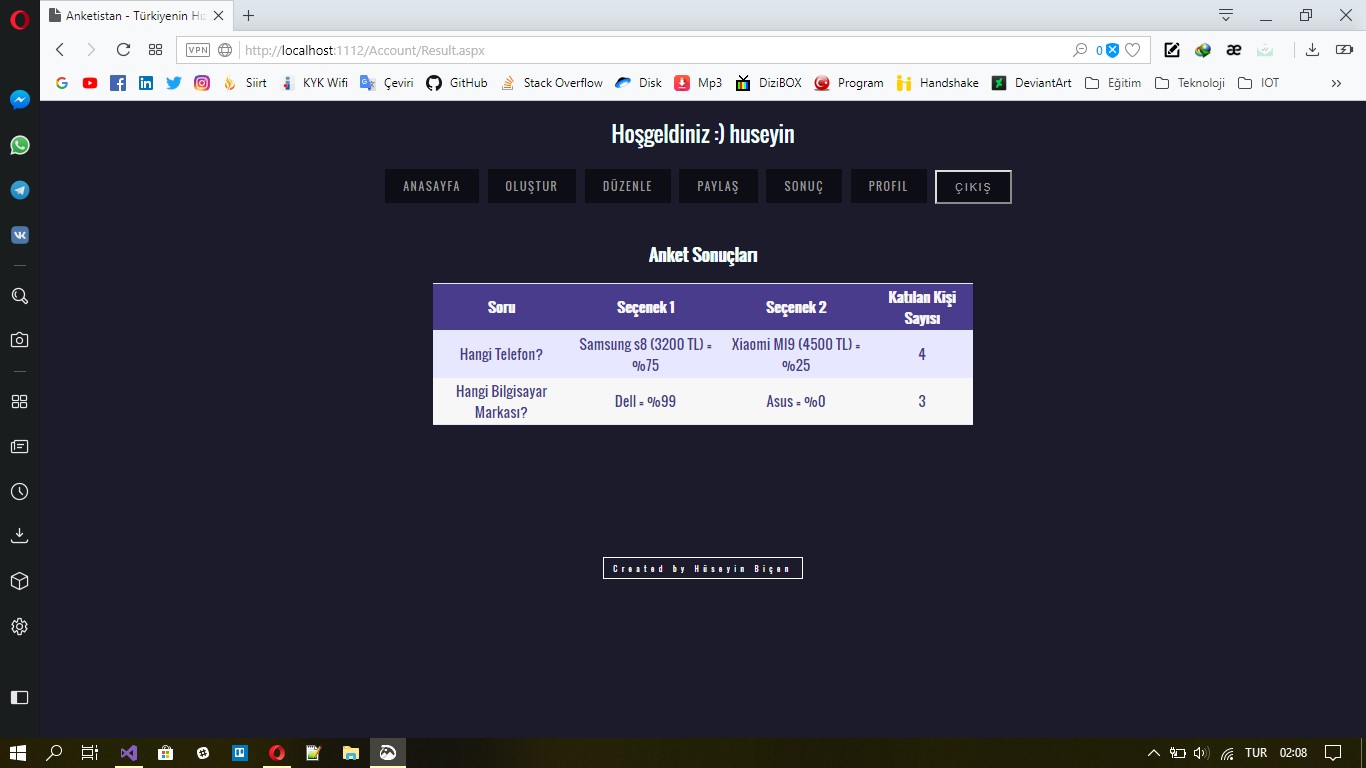 Anketistan - Türkiyenin Hı
VPN http://localhost:1112/Account/Result.aspx 0
Siirt KYK Wifi Çeviri GitHub Stack Overflow Disk Mp3 DiziBOX Program Handshake DeviantArt Eğitim Teknoloji IOT
Hoşgeldiniz :) huseyin
ANASAYFA OLUŞTUR DÜZENLE PAYLAŞ SONUÇ PROFIL ÇIKIŞ
Anket Sonuçları
Soru Seçenek 1 Seçenek 2 Katılan Kişi
Sayısı
Hangi Telefon? Samsung s8 (3200 TL) = Xiaomi MI9 (4500 TL) = 4
%75 %25
Hangi Bilgisayar Dell = %99 Asus = %0 3
Markası?
Created by Hüseyin Biçen
TUR 02:08